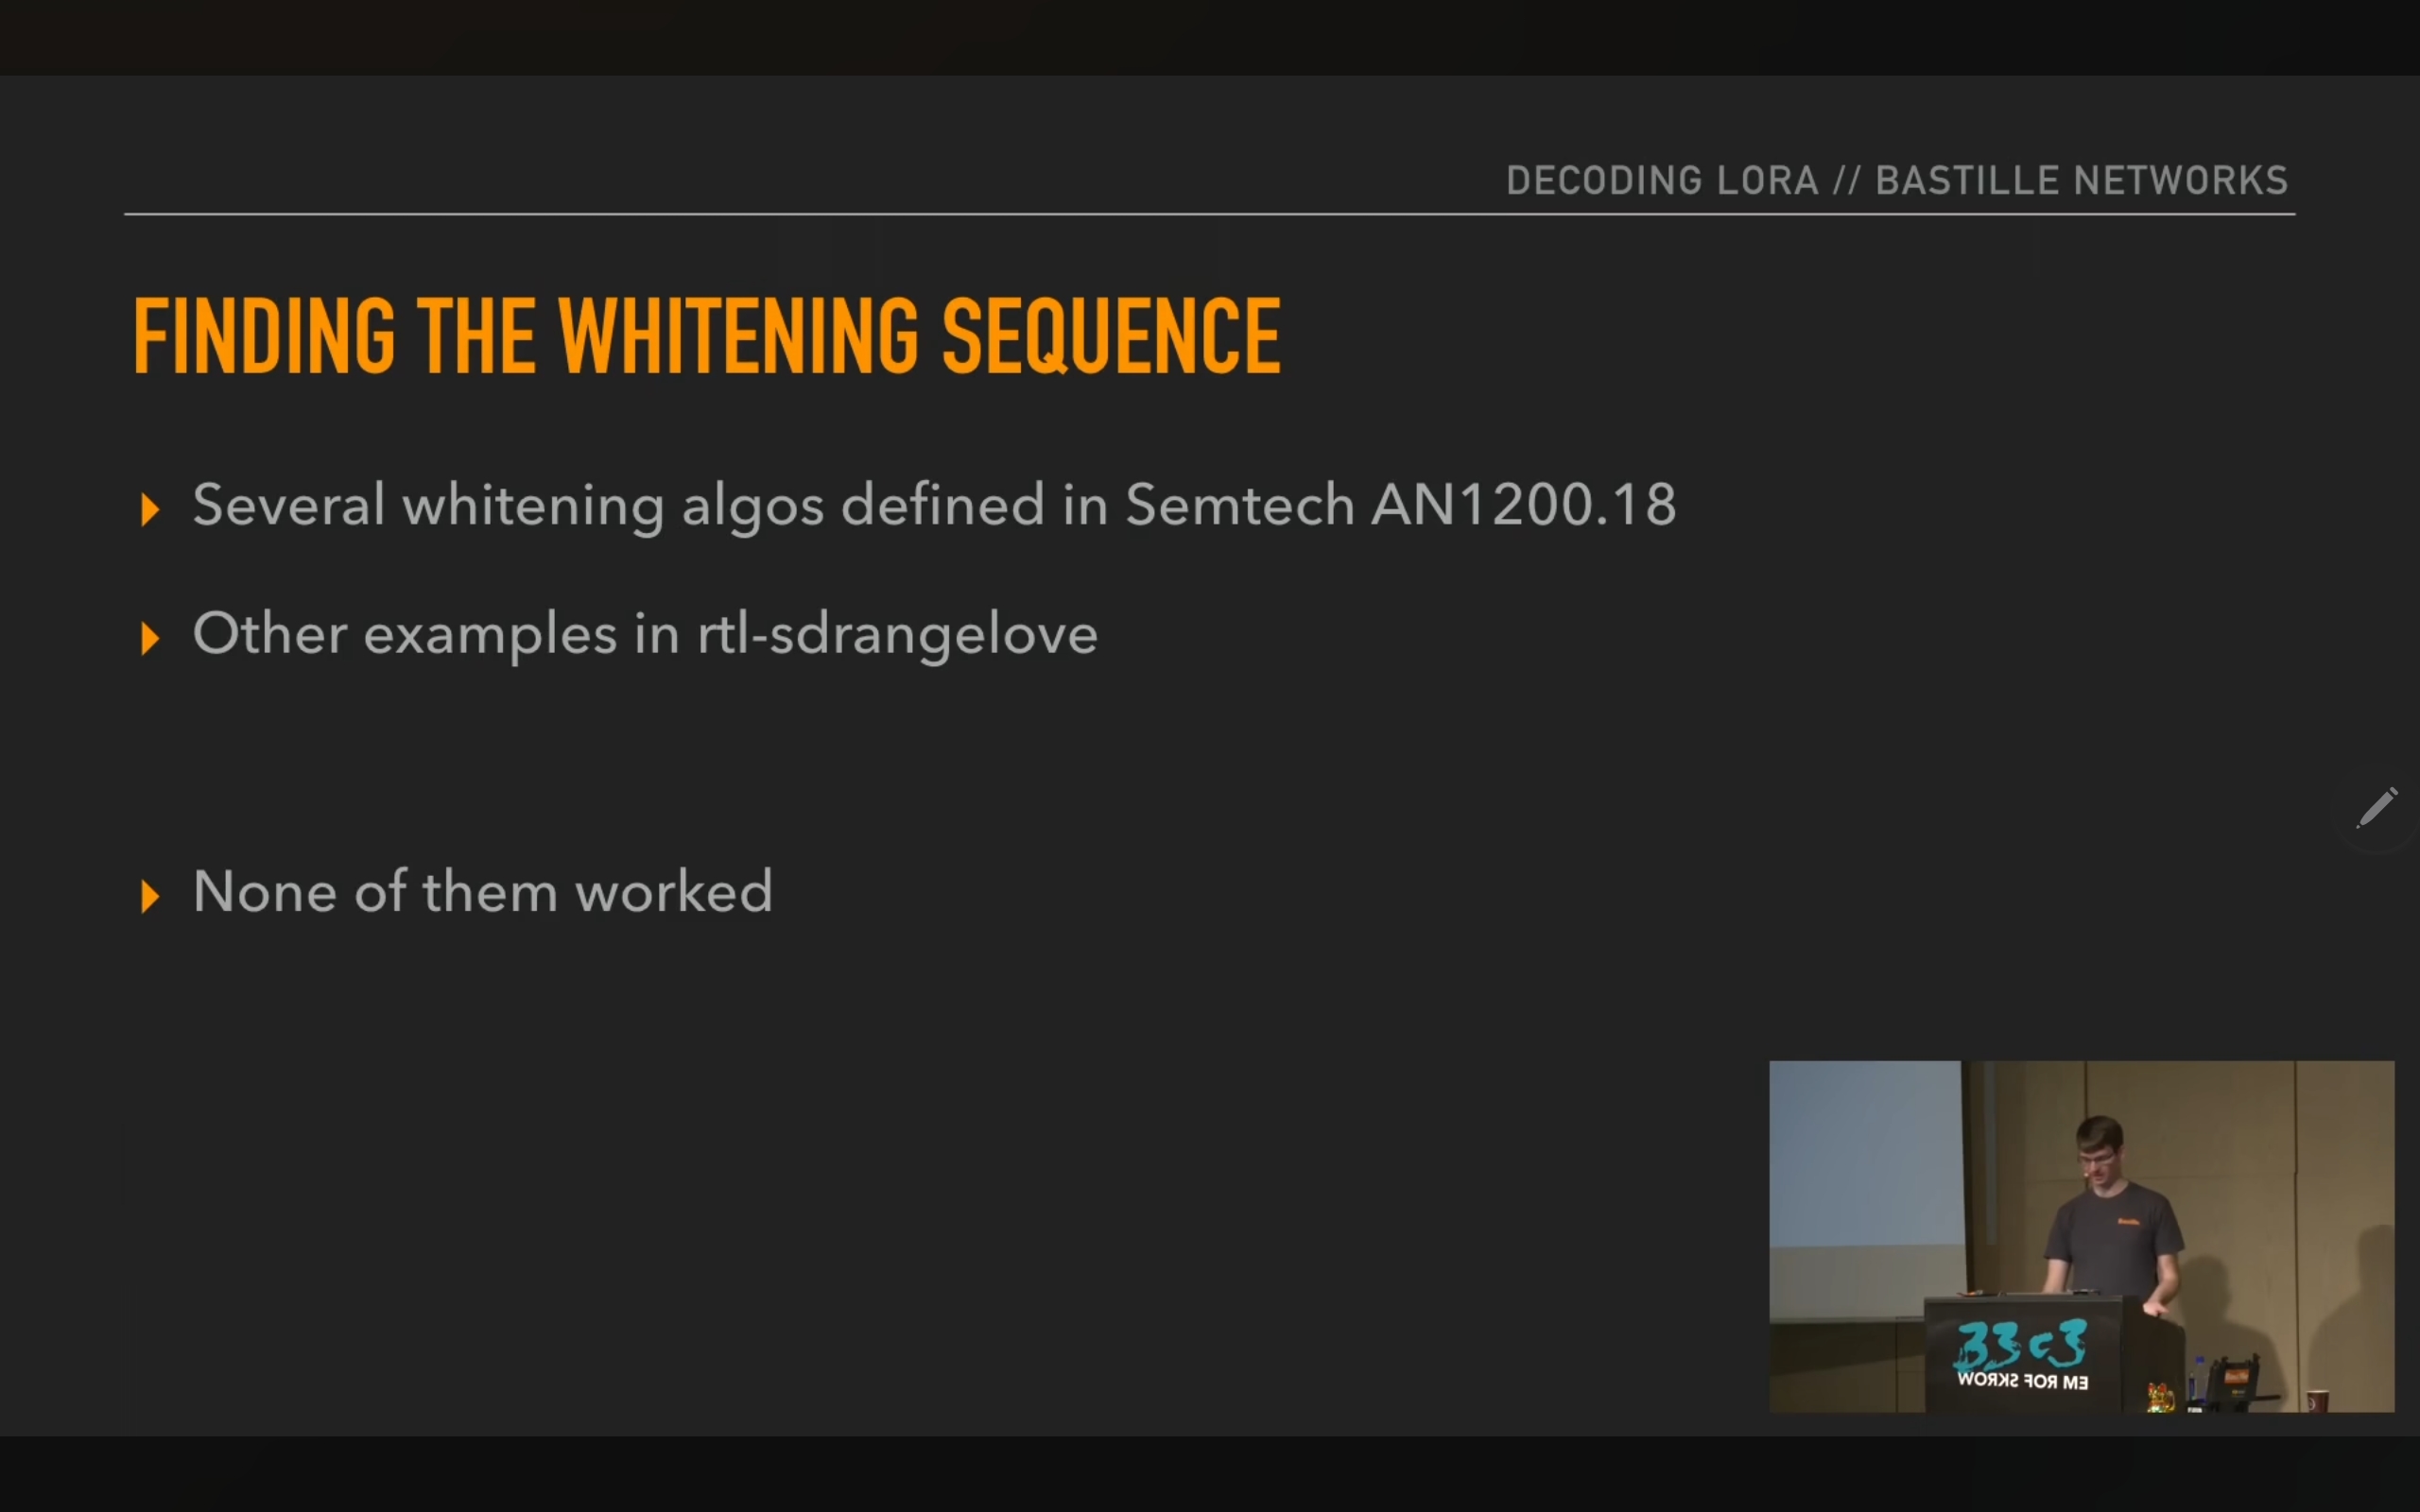 DECODING LORA // BASTILLE NETWORKS
FINDING THE WHITENING SEQUENCE
Several whitening algos defined in Semtech AN1200.18
Other examples in rtl-sdrangelove
None of them worked
33c3
WORKS FOR ME